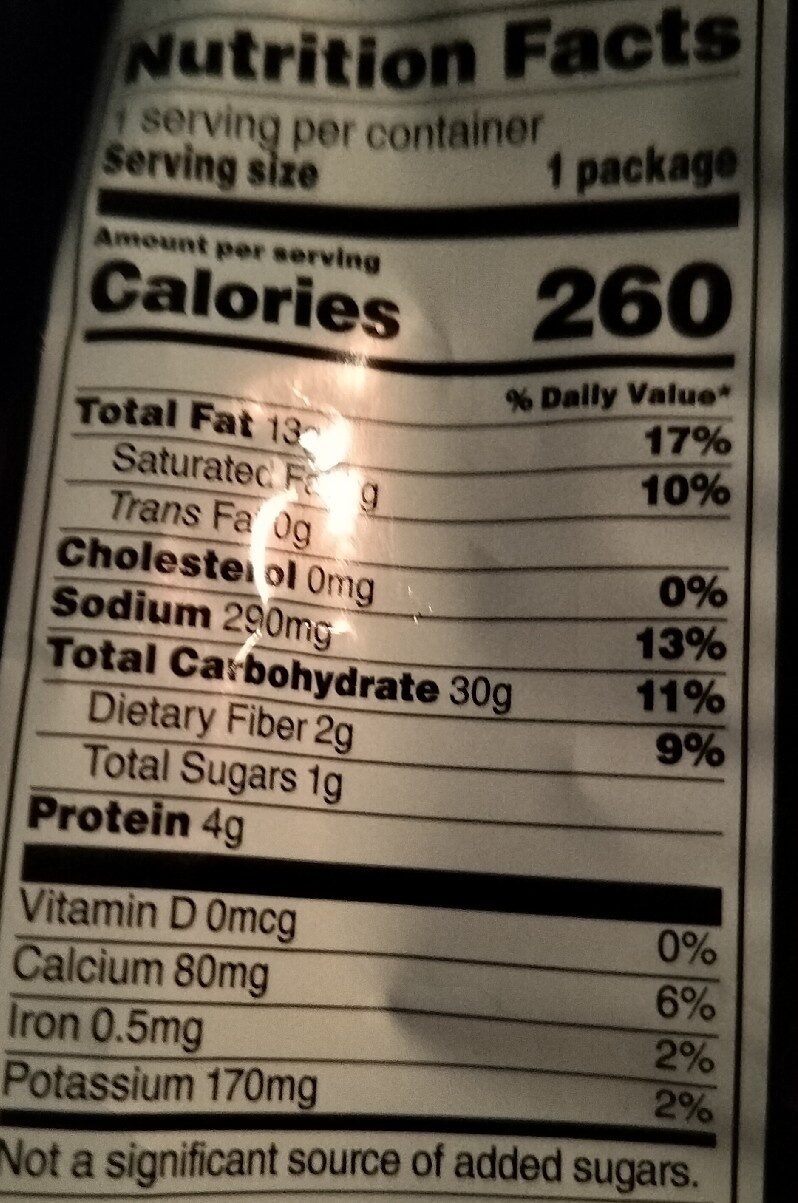 Nutrition Facts
1 serving per container
Serving size 1 package
Amount per serving
Calories 260
% Daily Value*
Total Fat 13g 17%
Saturated g 10%
Trans Fat 0g
Cholesterol 0mg 0%
Sodium 290mg 13%
Total Carbohydrate 30g 11%
Dietary Fiber 2g 9%
Total Sugars 1g
Protein 4g
Vitamin D 0mcg 0%
Calcium 80mg 6%
Iron 0.5mg 2%
Potassium 170mg 2%
Not a significant source of added sugars.